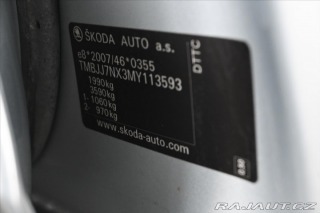 ŠKODA AUTO a.s.
e8*2007/46*0355
TMBJJ7NX3MY113593
1990kg
3590kg
1- 1060kg
2- 970kg
www.skoda-auto.com
DTTC
RAJAUT.CZ